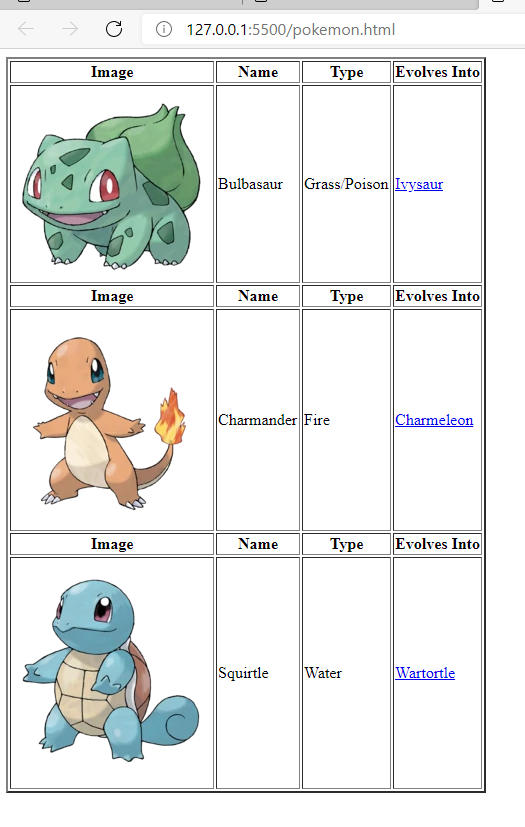 127.0.0.1:5500/pokemon.html
Image Name Type Evolves Into
Bulbasaur Grass/Poison Ivysaur
Image Name Type Evolves Into
Charmander Fire Charmeleon
Image Name Type Evolves Into
Squirtle Water Wartortle